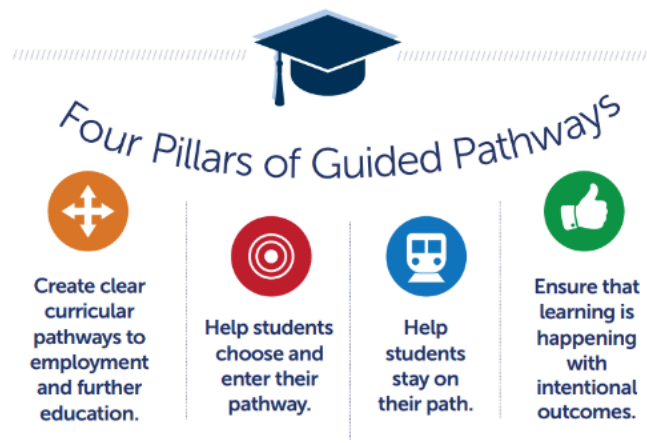 Four Pillars of Guided Pathways
Create clear
curricular
pathways to
employment
and further
education.
Help students
choose and
enter their
pathway.
Help
students
stay on
their path.
Ensure that
learning is
happening
with
intentional
outcomes.